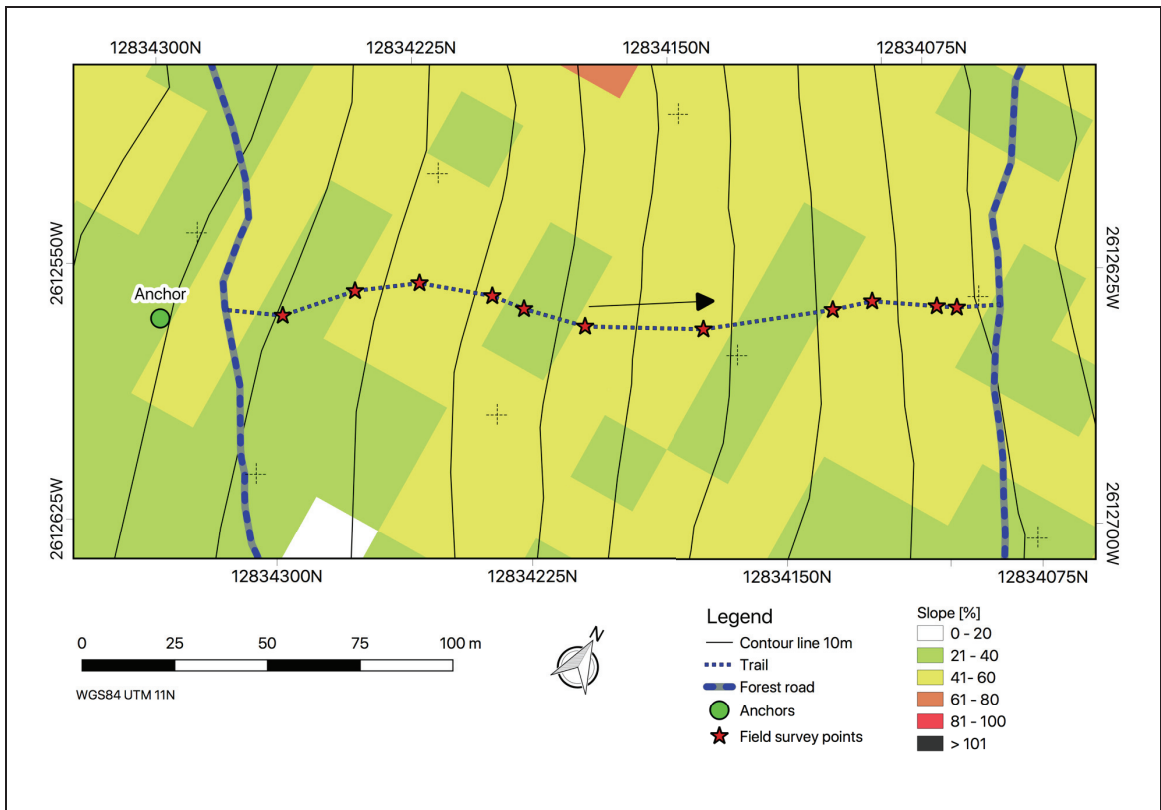 12834300N 12834225N 12834150N 12834075N
2612550W
2612625W
Anchor
2612625W
2612700W
12834300N 12834225N 12834150N 12834075N
0 25 50 75 100 m
WGS84 UTM 11N
N
Legend
Contour line 10m
Trail
Forest road
Anchors
Field survey points
Slope [%]
0 - 20
21 - 40
41- 60
61 - 80
81 - 100
> 101